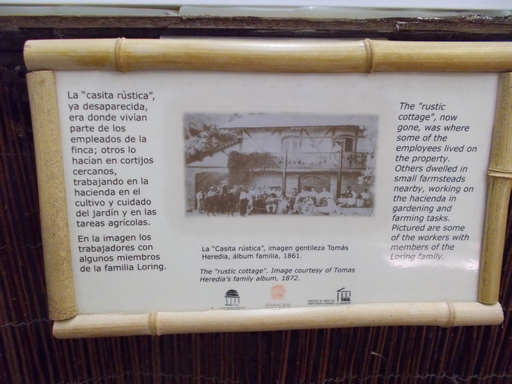 La "casita rústica",
ya desaparecida,
era donde vivían
parte de los
empleados de la
finca; otros lo
hacían en cortijos
cercanos,
trabajando en la
hacienda en el
cultivo y cuidado
del jardín y en las
tareas agrícolas.
En la imagen los
trabajadores con
algunos miembros
de la familia Loring.
La "Casita rústica", imagen gentileza Tomás
Heredia, álbum familia, 1861.
The "rustic cottage". Image courtesy of Tomas
Heredia's family album, 1872.
The "rustic
cottage", now
gone, was where
some of the
employees lived on
the property.
Others dwelled in
small farmsteads
nearby, working on
the hacienda in
gardening and
farming tasks.
Pictured are some
of the workers with
members of the
Loring family.